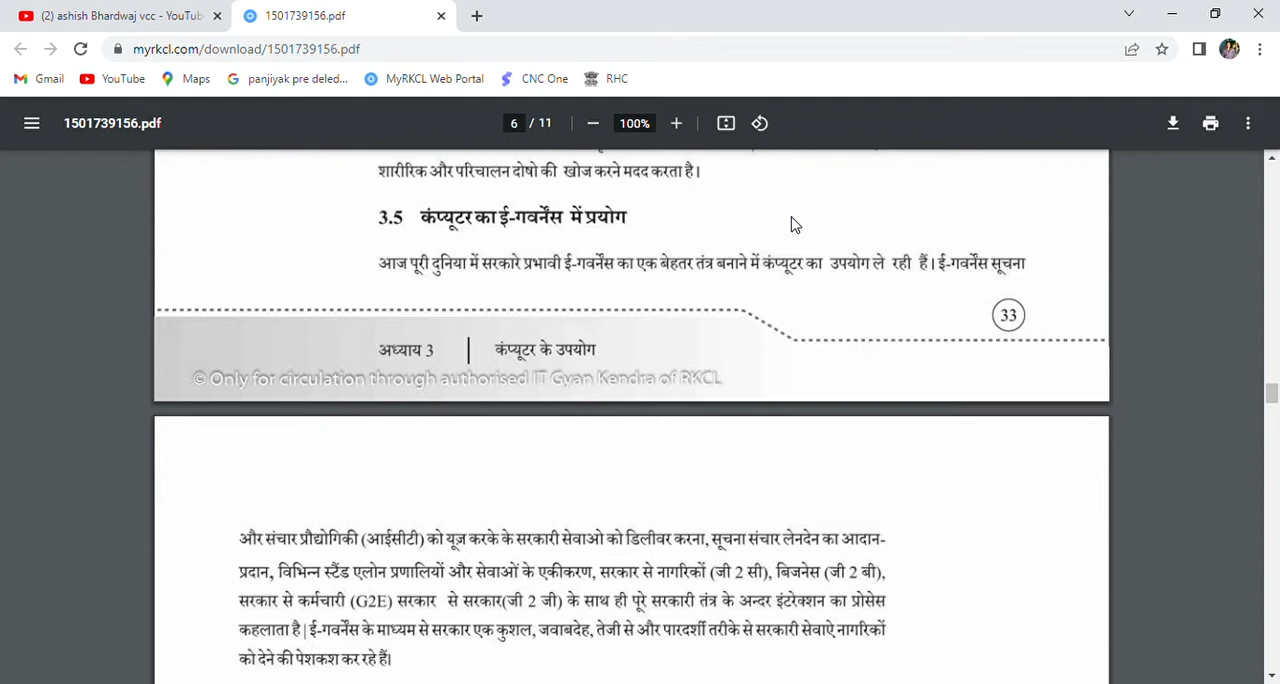 (2) ashish Bhardwaj vcc - YouTub
1501739156.pdf
myrkcl.com/download/1501739156.pdf
Gmail YouTube Maps panjiyak pre deled... MyRKCL Web Portal CNC One RHC
1501739156.pdf 6 / 11 100%
शारीरिक और परिचालन दोषो की खोज करने मदद करता है।
3.5 कंप्यूटर का ई-गवर्नेंस में प्रयोग
आज पूरी दुनिया में सरकारे प्रभावी ई-गवर्नेंस का एक बेहतर तंत्र बनाने में कंप्यूटर का उपयोग ले रही हैं। ई-गवर्नेंस सूचना
33
अध्याय 3 | कंप्यूटर के उपयोग
© Only for circulation through authorised IT Gyan Kendra of RKCL
और संचार प्रौद्योगिकी (आईसीटी) को यूज़ करके के सरकारी सेवाओ को डिलीवर करना, सूचना संचार लेनदेन का आदान-
प्रदान, विभिन्न स्टैंड एलोन प्रणालियों और सेवाओं के एकीकरण, सरकार से नागरिकों (जी 2 सी), बिजनेस (जी 2 बी),
सरकार से कर्मचारी (G2E) सरकार से सरकार(जी 2 जी) के साथ ही पूरे सरकारी तंत्र के अन्दर इंटरेक्शन का प्रोसेस
कहलाता है | ई-गवर्नेंस के माध्यम से सरकार एक कुशल, जवाबदेह, तेजी से और पारदर्शी तरीके से सरकारी सेवाऐ नागरिकों
को देने की पेशकश कर रहे हैं।